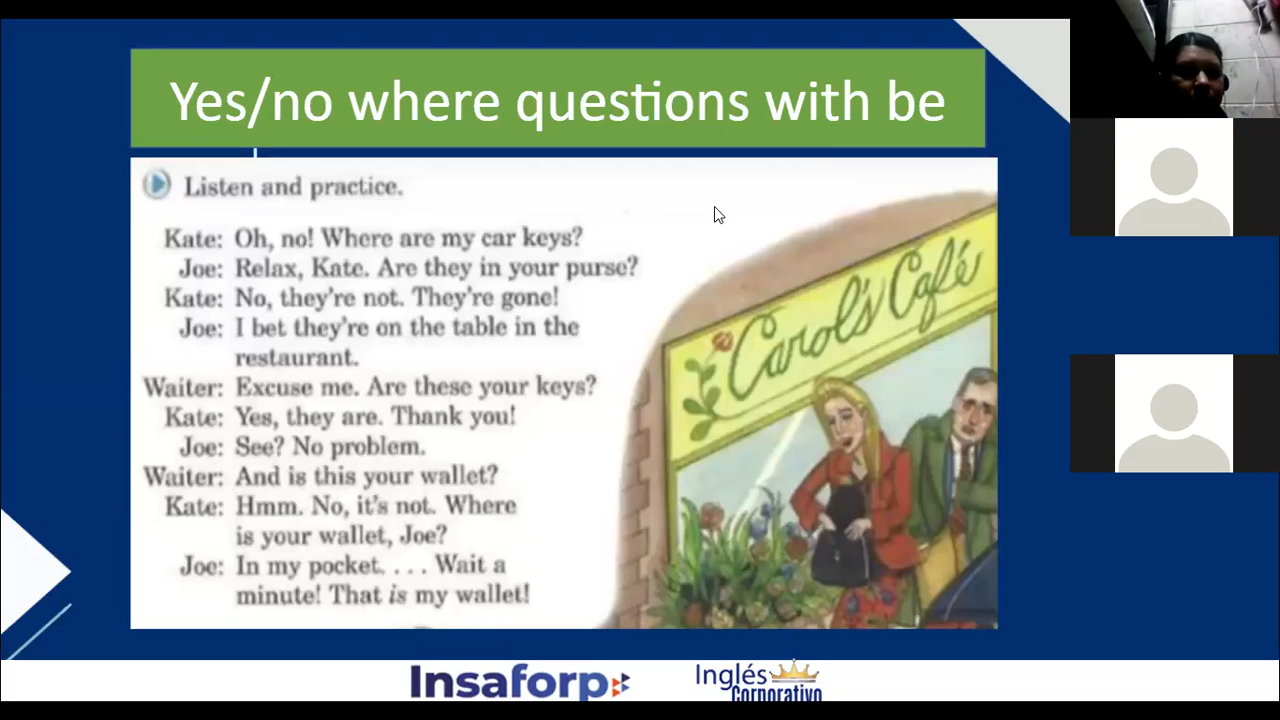 Yes/no where questions with be
Listen and practice.
Kate: Oh, no! Where are my car keys?
Joe: Relax, Kate. Are they in your purse?
Kate: No, they're not. They're gone!
Joe: I bet they're on the table in the
restaurant.
Waiter: Excuse me. Are these your keys?
Kate: Yes, they are. Thank you!
Joe: See? No problem.
Waiter: And is this your wallet?
Kate: Hmm. No, it's not. Where
is your wallet, Joe?
Joe: In my pocket. . . . Wait a
minute! That is my wallet!
Carol's Café
Insaforp
Inglés
Corporativo